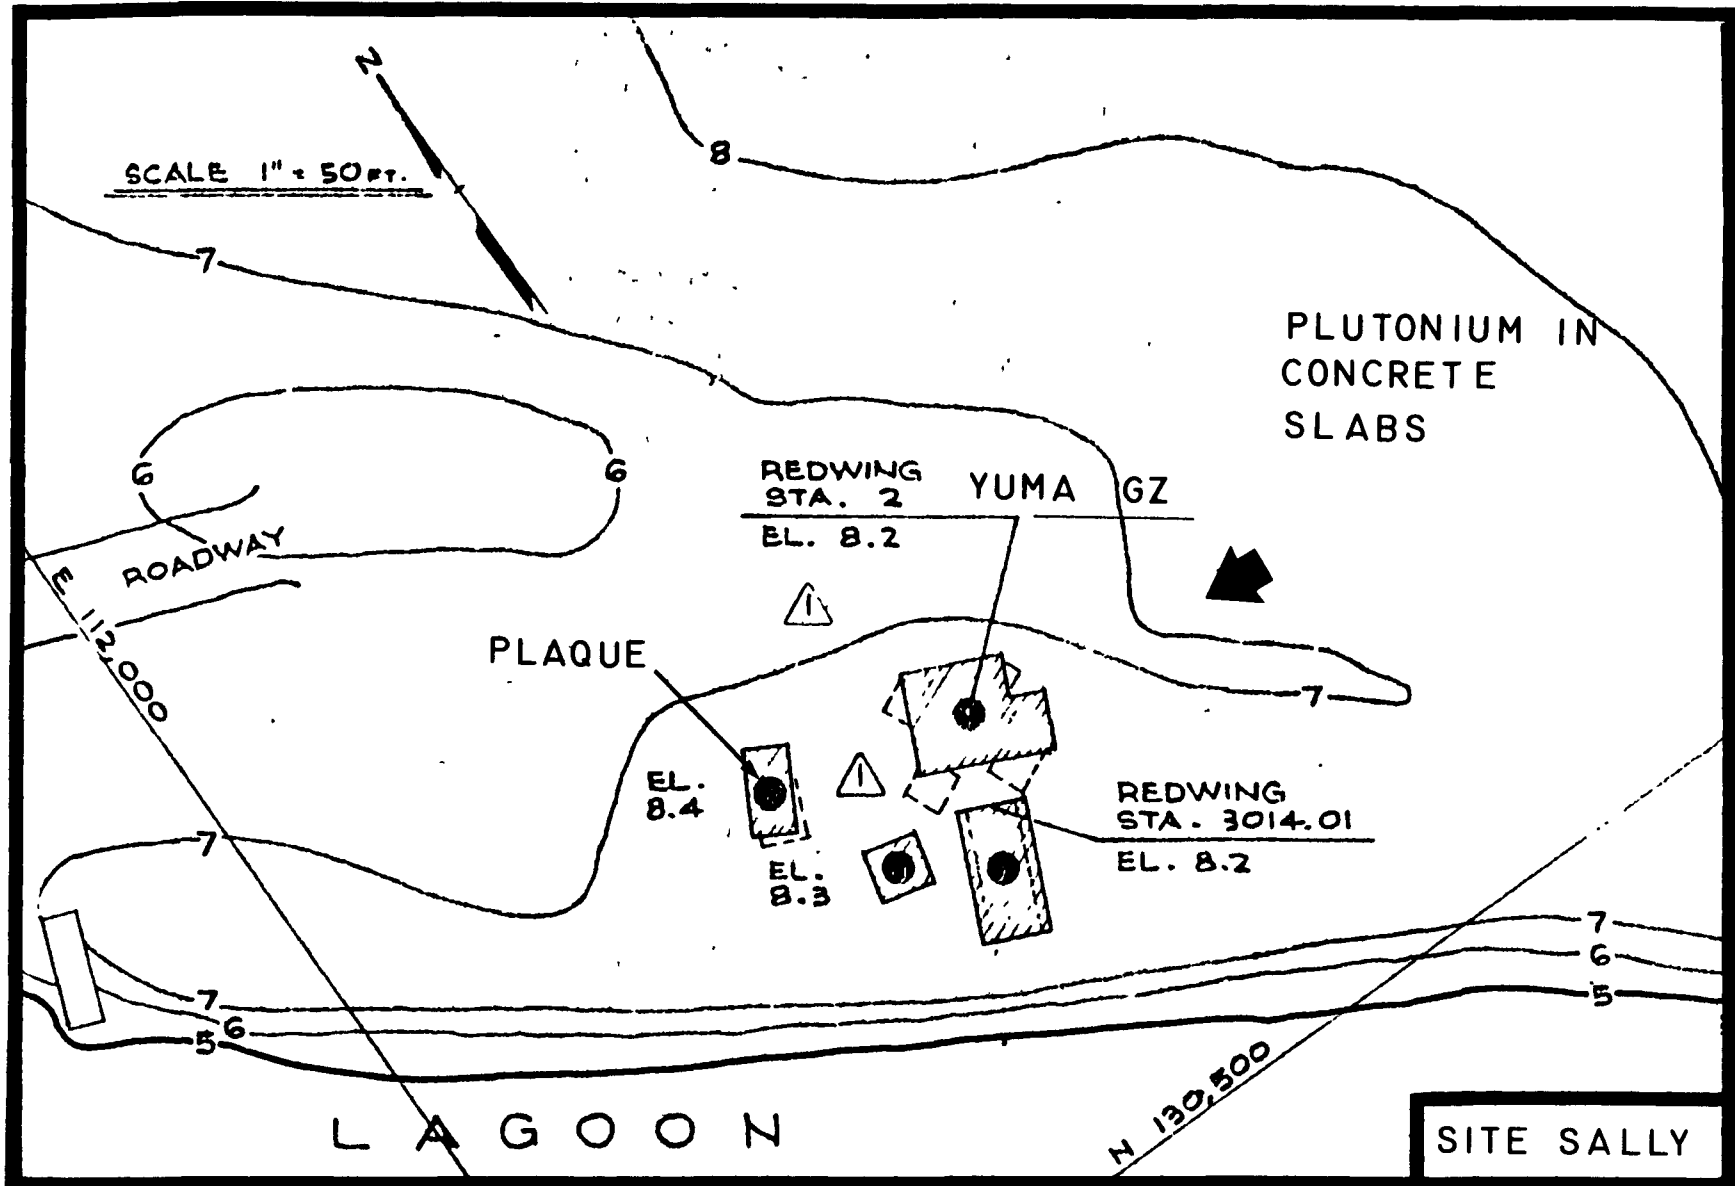 N
SCALE 1" = 50 FT.
8
7
PLUTONIUM IN
CONCRETE
SLABS
6
6
REDWING
STA. 2
EL. 8.2
YUMA GZ
ROADWAY
E 112,000
1
PLAQUE
7
EL.
8.4
1
REDWING
STA. 3014.01
EL. 8.2
7
EL.
8.3
7
6
5
7
6
5
N 130,500
LAGOON
SITE SALLY